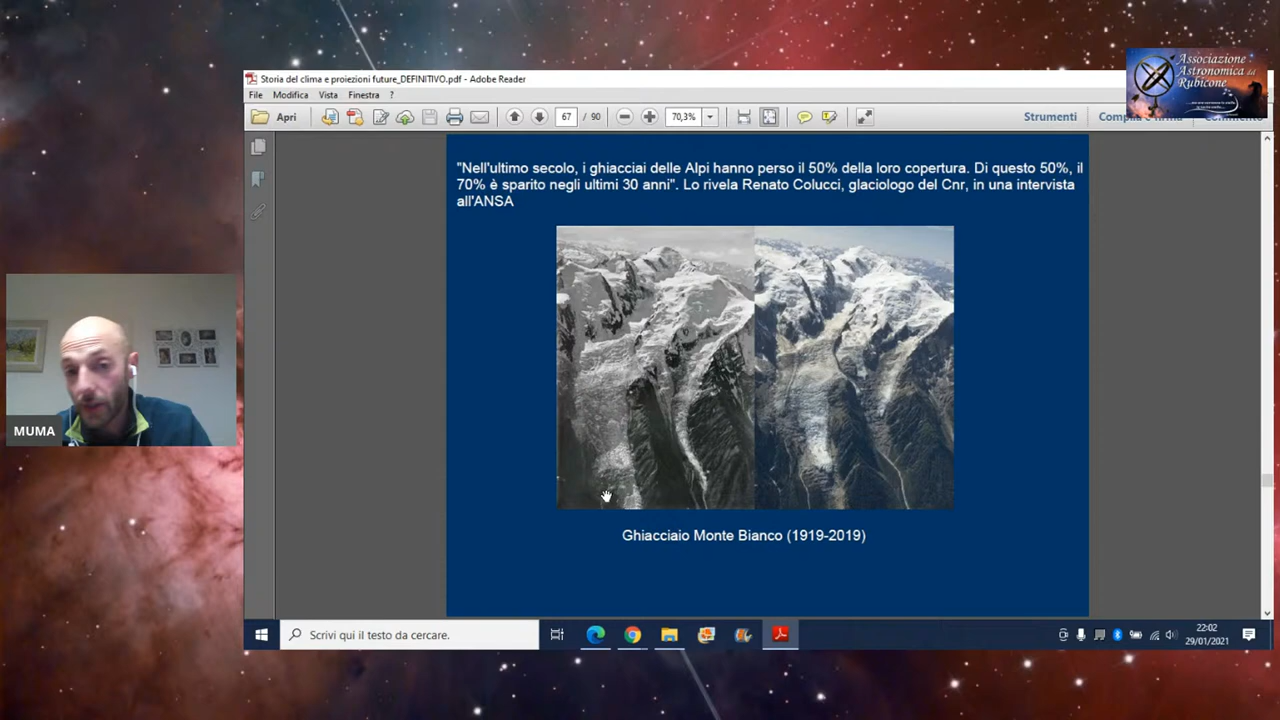 Storia del clima e proiezioni future_DEFINITIVO.pdf - Adobe Reader
File Modifica Vista Finestra ?
Apri 67 / 90 70,3% Strumenti
"Nell'ultimo secolo, i ghiacciai delle Alpi hanno perso il 50% della loro copertura. Di questo 50%, il
70% è sparito negli ultimi 30 anni". Lo rivela Renato Colucci, glaciologo del Cnr, in una intervista
all'ANSA
Ghiacciaio Monte Bianco (1919-2019)
MUMA
Associazione
Astronomica del
Rubicone
Scrivi qui il testo da cercare.
22:02
29/01/2021